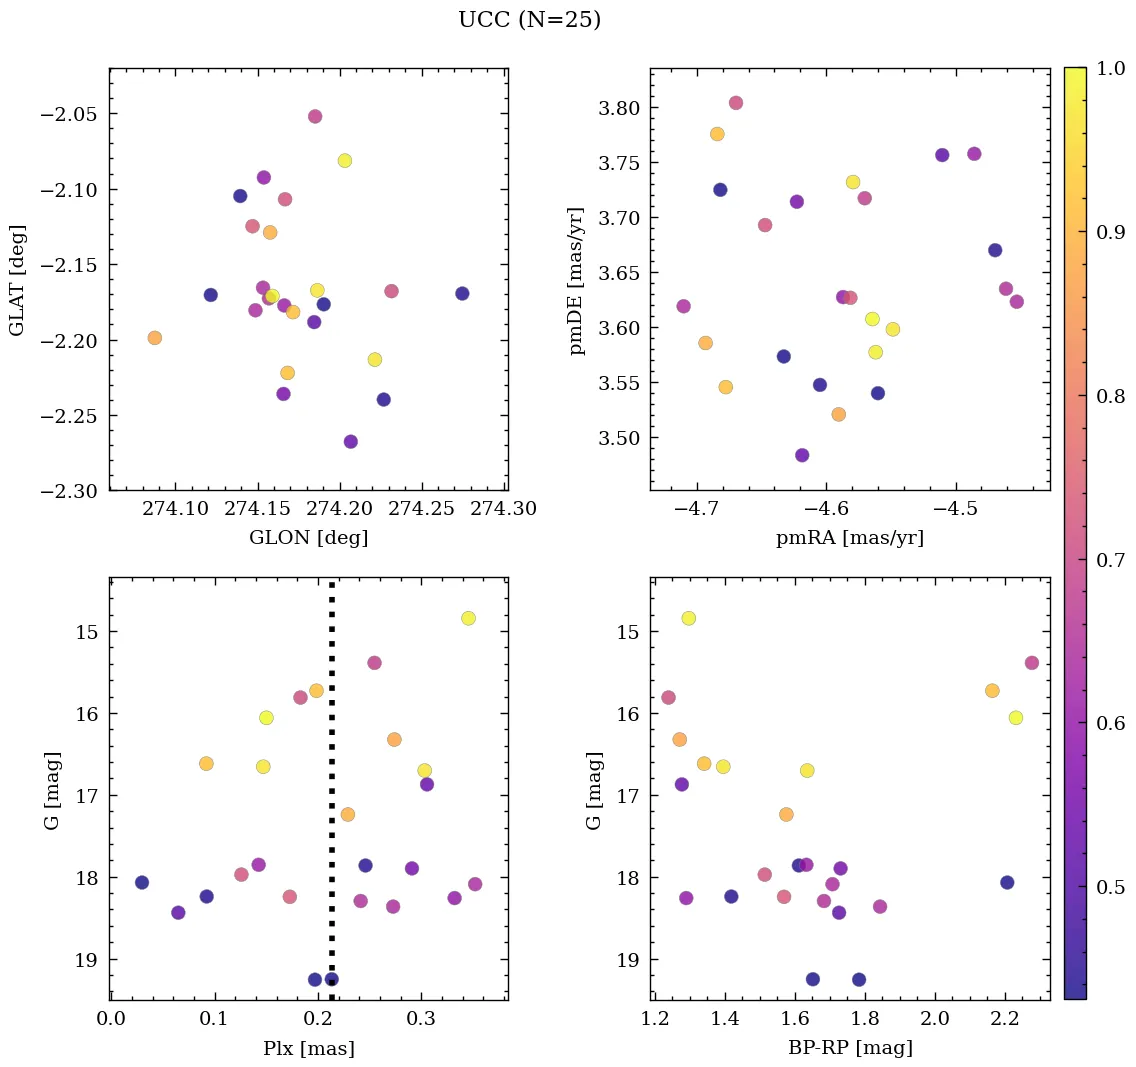 UCC (N=25)
−2.05
−2.10
−2.15
−2.20
−2.25
−2.30
GLAT [deg]
274.10 274.15 274.20 274.25 274.30
GLON [deg]
3.80
3.75
3.70
3.65
3.60
3.55
3.50
pmDE [mas/yr]
−4.7 −4.6 −4.5
pmRA [mas/yr]
15
16
17
18
19
G [mag]
0.0 0.1 0.2 0.3
Plx [mas]
15
16
17
18
19
G [mag]
1.2 1.4 1.6 1.8 2.0 2.2
BP-RP [mag]
1.0
0.9
0.8
0.7
0.6
0.5